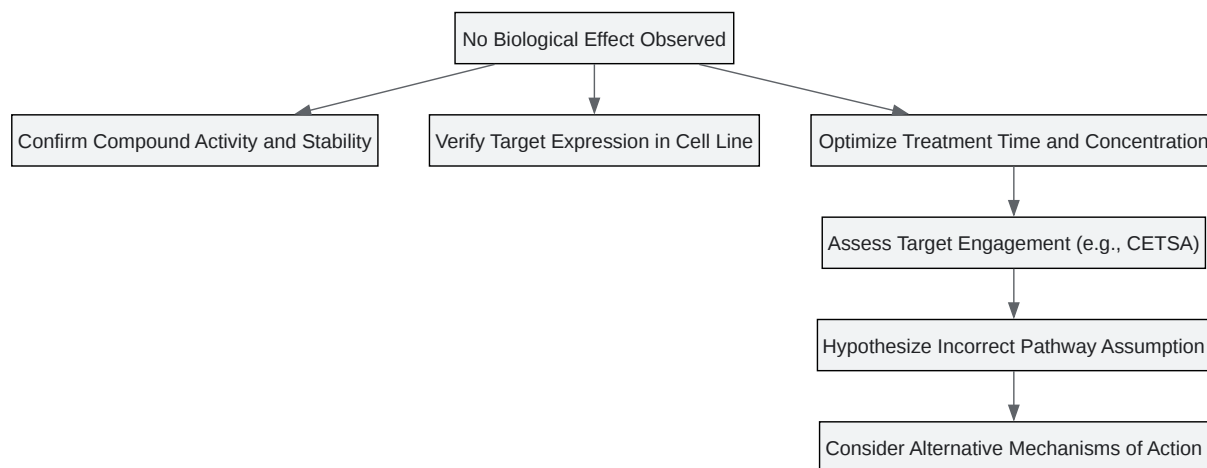 No Biological Effect Observed
Confirm Compound Activity and Stability
Verify Target Expression in Cell Line
Optimize Treatment Time and Concentration
Assess Target Engagement (e.g., CETSA)
Hypothesize Incorrect Pathway Assumption
Consider Alternative Mechanisms of Action